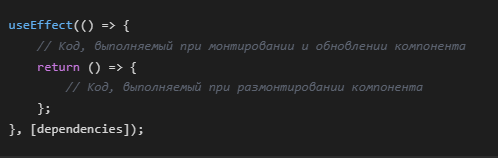 useEffect(() => {
// Код, выполняемый при монтировании и обновлении компонента
return () => {
// Код, выполняемый при размонтировании компонента
};
}, [dependencies]);